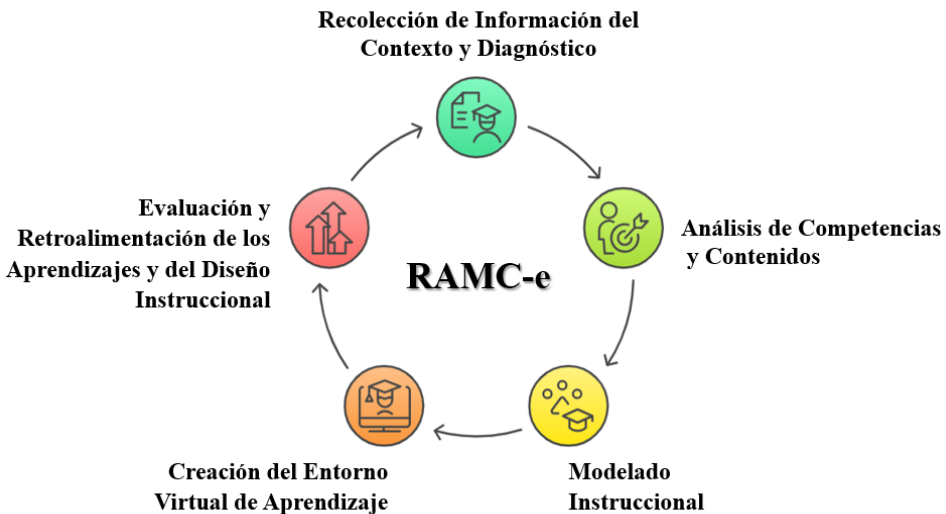 Recolección de Información del
Contexto y Diagnóstico
Evaluación y
Retroalimentación de los
Aprendizajes y del Diseño
Instruccional
Análisis de Competencias
y Contenidos
RAMC-e
Creación del Entorno
Virtual de Aprendizaje
Modelado
Instruccional